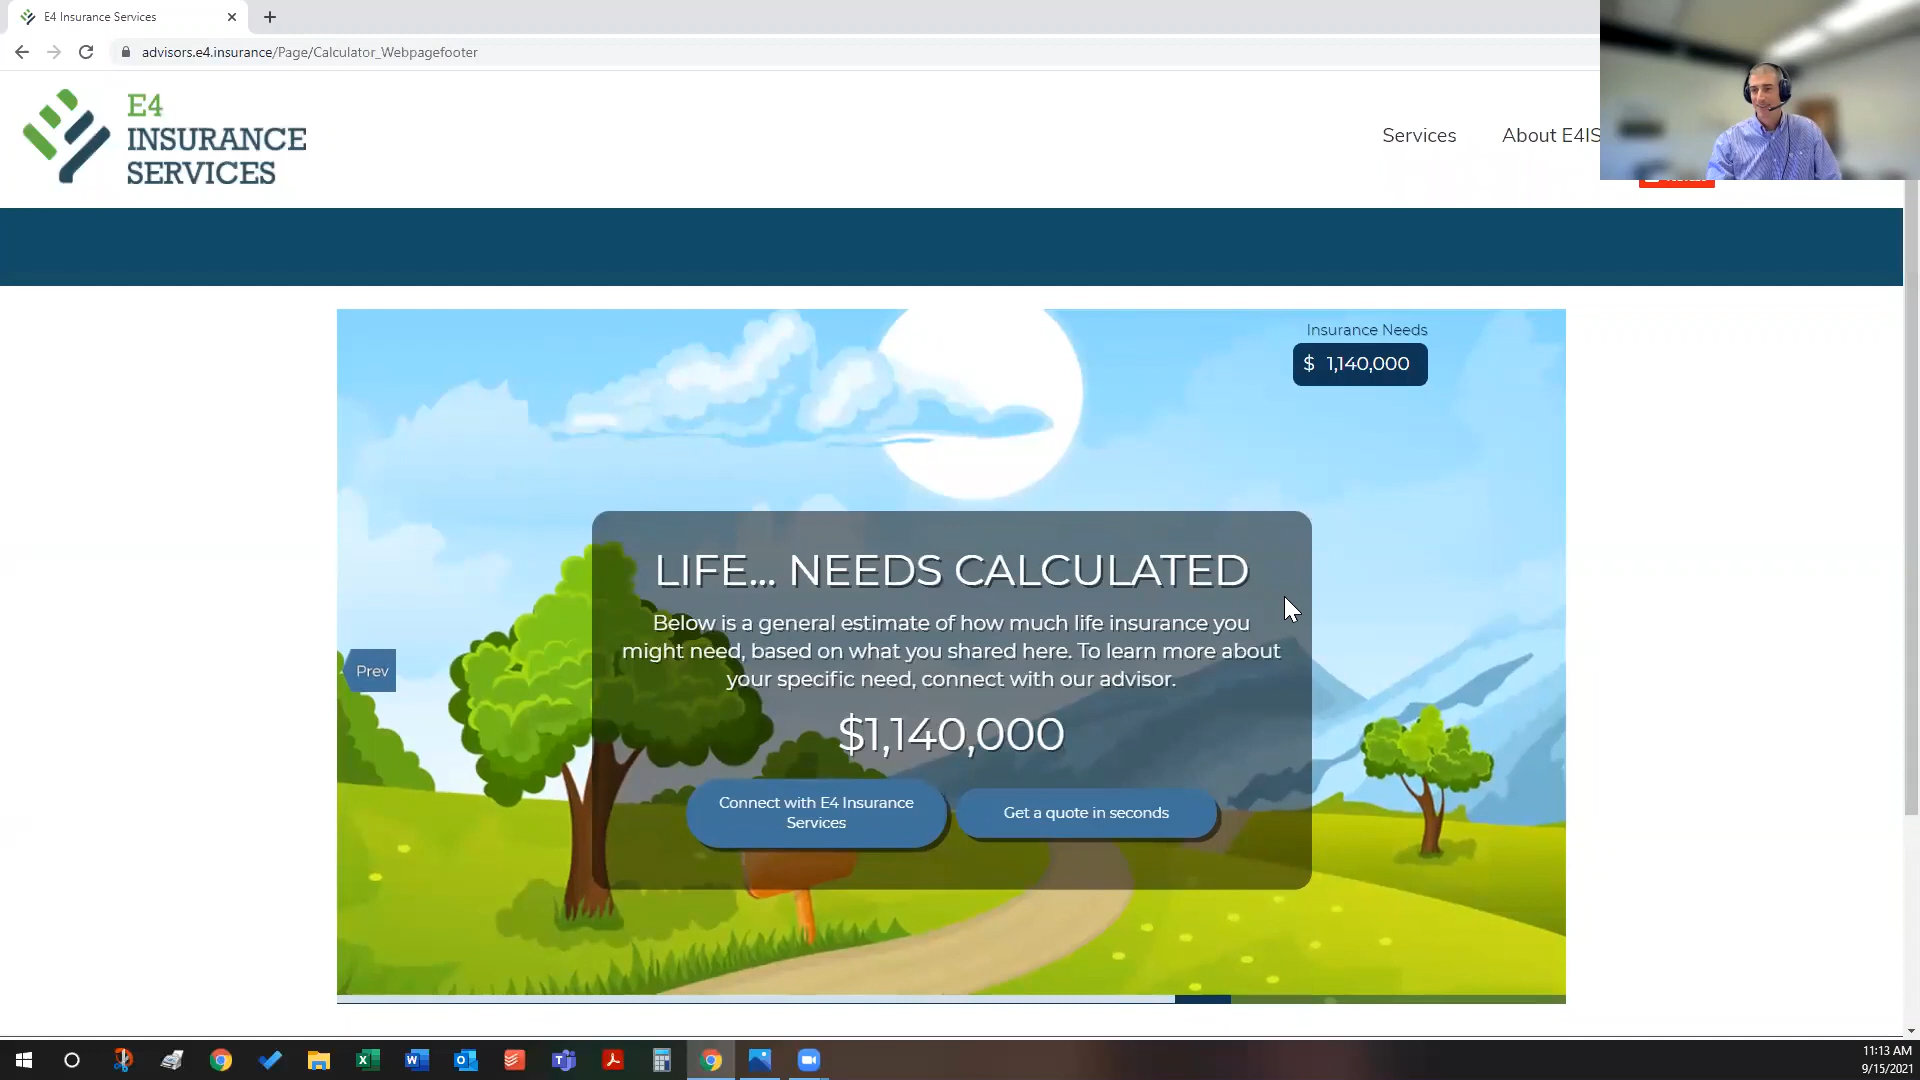 E4 Insurance Services
advisors.e4.insurance/Page/Calculator_Webpagefooter
E4
INSURANCE
SERVICES
Services
About E4IS
Insurance Needs
$ 1,140,000
LIFE... NEEDS CALCULATED
Below is a general estimate of how much life insurance you
might need, based on what you shared here. To learn more about
your specific need, connect with our advisor.
$1,140,000
Prev
Connect with E4 Insurance
Services
Get a quote in seconds
11:13 AM
9/15/2021